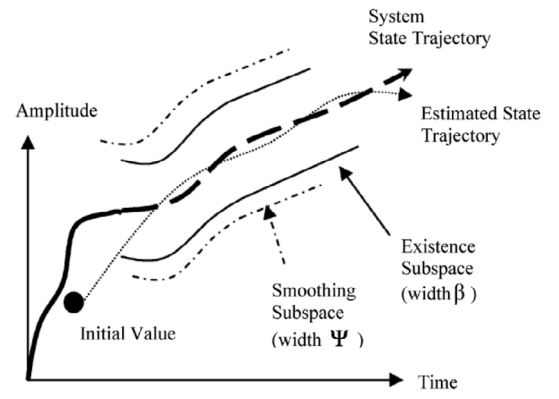 System
State Trajectory
Amplitude
Estimated State
Trajectory
Existence
Subspace
(width β )
Smoothing
Subspace
(width Ψ )
Initial Value
Time